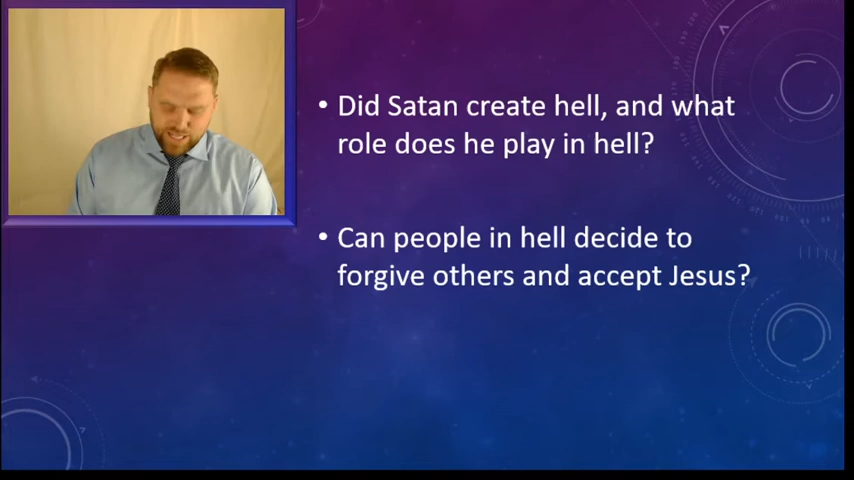 • Did Satan create hell, and what
role does he play in hell?
• Can people in hell decide to
forgive others and accept Jesus?